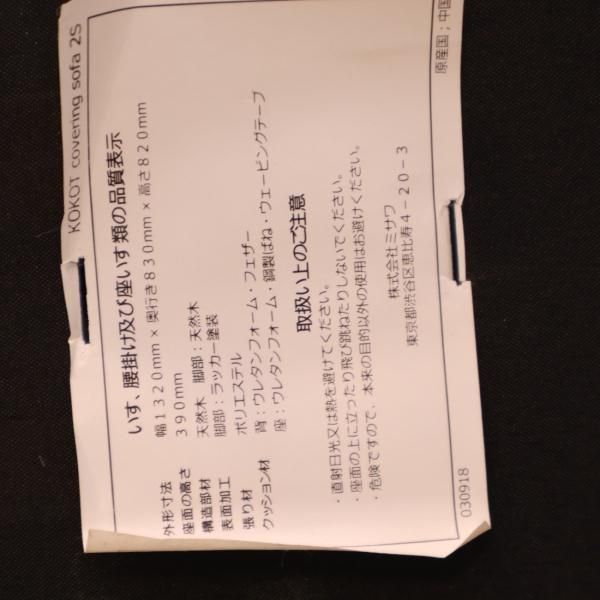 KOKOT covering sofa 2S
いす、腰掛け及び座いす類の品質表示
外形寸法 幅1320mm×奥行き830mm×高さ820mm
座面の高さ 390mm
構造部材 天然木 脚部：天然木
表面加工 脚部：ラッカー塗装
張り材 ポリエステル
クッション材 背：ウレタンフォーム・フェザー
座：ウレタンフォーム・鋼製ばね・ウェービングテープ
取扱い上のご注意
・直射日光又は熱を避けてください。
・座面の上に立ったり飛び跳ねたりしないでください。
・危険ですので、本来の目的以外の使用はお避けください。
株式会社ミサワ
東京都渋谷区恵比寿4-20-3
030918
原産国；中国